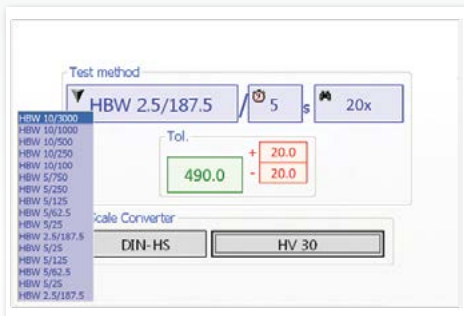 Test method
HBW 2.5/187.5 / 5 s 20x
HBW 10/3000
HBW 10/1000
HBW 10/500
HBW 10/250
HBW 10/100
HBW 5/750
HBW 5/250
HBW 5/125
HBW 5/62.5
HBW 5/25
HBW 2.5/187.5
HBW 5/25
HBW 5/125
HBW 5/62.5
HBW 5/25
HBW 2.5/187.5
Tol.
490.0
+ 20.0
- 20.0
Scale Converter
DIN-HS
HV 30